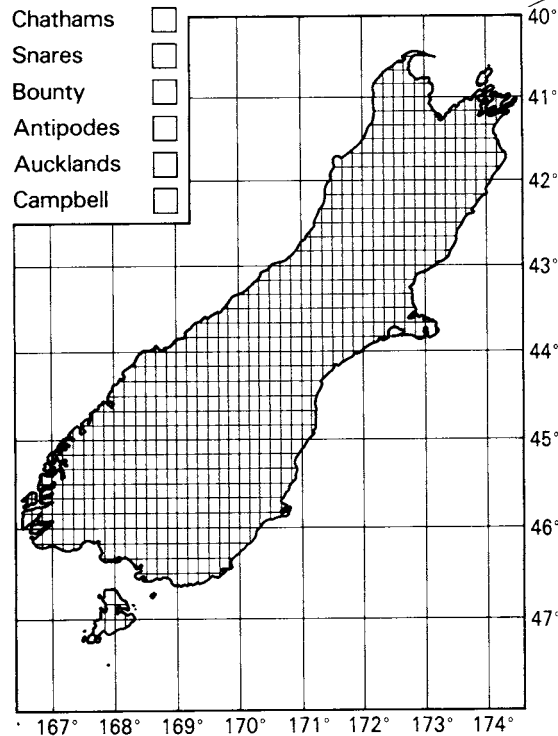 Chathams
Snares
Bounty
Antipodes
Aucklands
Campbell
40°
41°
42°
43°
44°
45°
46°
47°
167° 168° 169° 170° 171° 172° 173° 174°